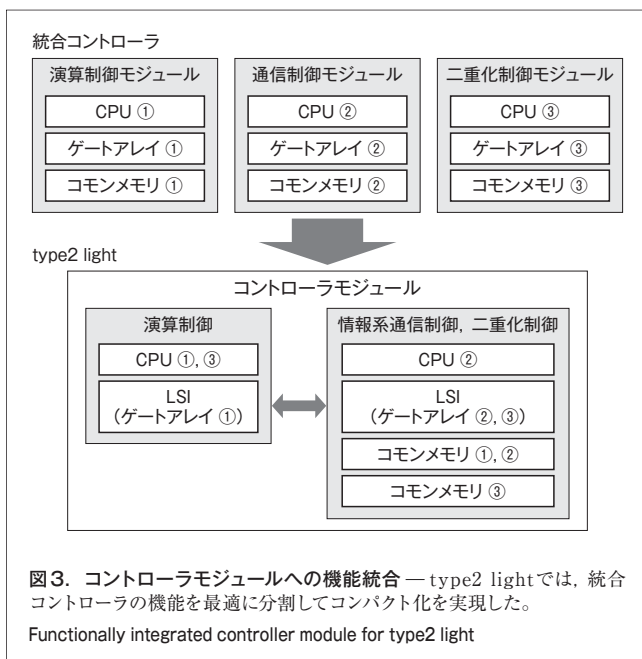 統合コントローラ
演算制御モジュール
CPU ①
ゲートアレイ ①
コモンメモリ ①
通信制御モジュール
CPU ②
ゲートアレイ ②
コモンメモリ ②
二重化制御モジュール
CPU ③
ゲートアレイ ③
コモンメモリ ③
type2 light
コントローラモジュール
演算制御
CPU ①, ③
LSI
(ゲートアレイ ①)
情報系通信制御, 二重化制御
CPU ②
LSI
(ゲートアレイ ②, ③)
コモンメモリ ①, ②
コモンメモリ ③
図3. コントローラモジュールへの機能統合 — type2 lightでは, 統合
コントローラの機能を最適に分割してコンパクト化を実現した。
Functionally integrated controller module for type2 light